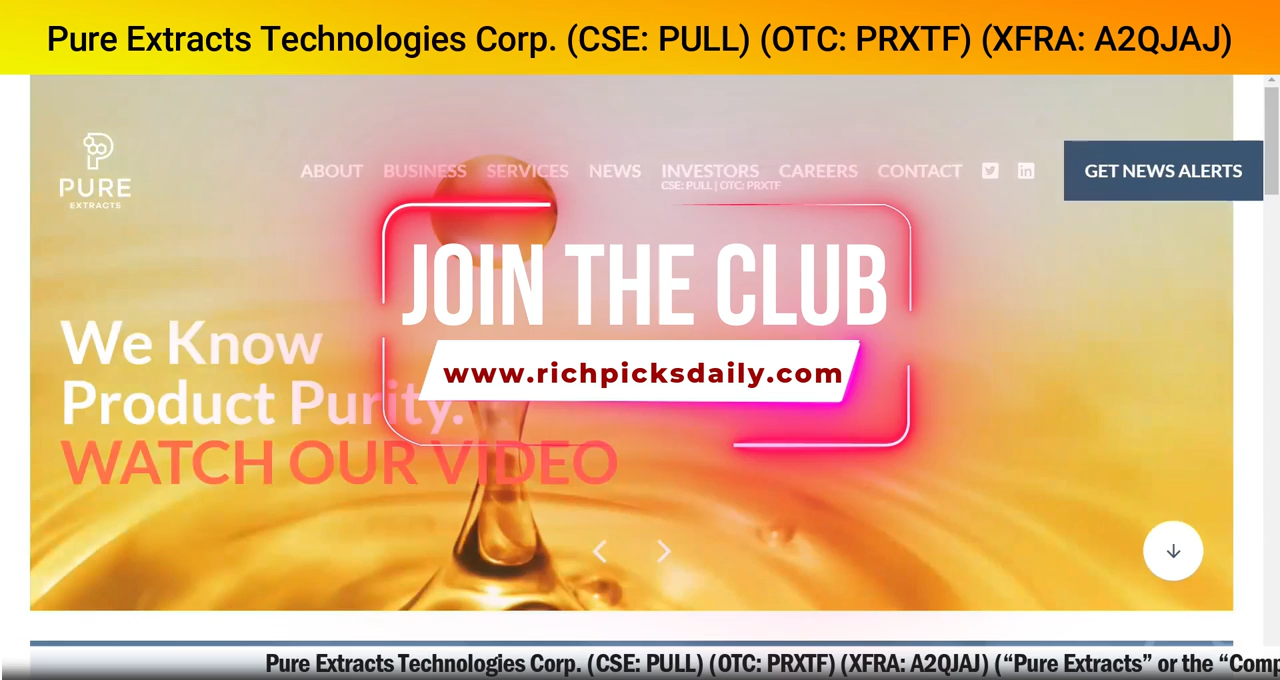 Pure Extracts Technologies Corp. (CSE: PULL) (OTC: PRXTF) (XFRA: A2QJAJ)
PURE
EXTRACTS
ABOUT BUSINESS SERVICES NEWS INVESTORS CAREERS CONTACT
CSE: PULL | OTC: PRXTF
GET NEWS ALERTS
JOIN THE CLUB
www.richpicksdaily.com
We Know
Product Purity.
WATCH OUR VIDEO
Pure Extracts Technologies Corp. (CSE: PULL) (OTC: PRXTF) (XFRA: A2QJAJ) (“Pure Extracts” or the “Comp